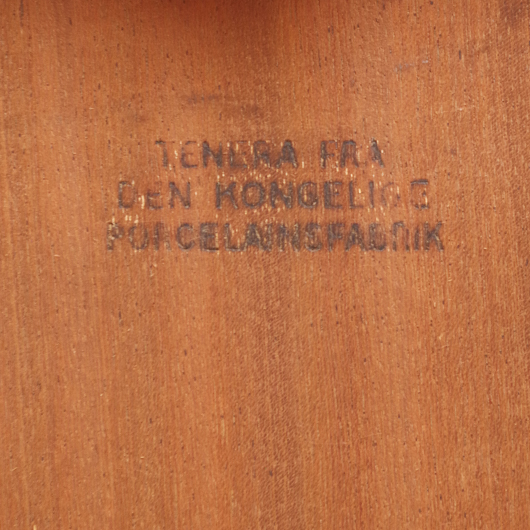 TENERA FRA
DEN KONGELIGE
PORCELAINSFABRIK